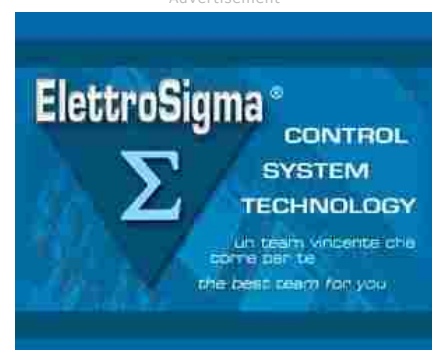 Advertisement
ElettroSigma®
Σ
CONTROL
SYSTEM
TECHNOLOGY
un team vincente che
corre per te
the best team for you